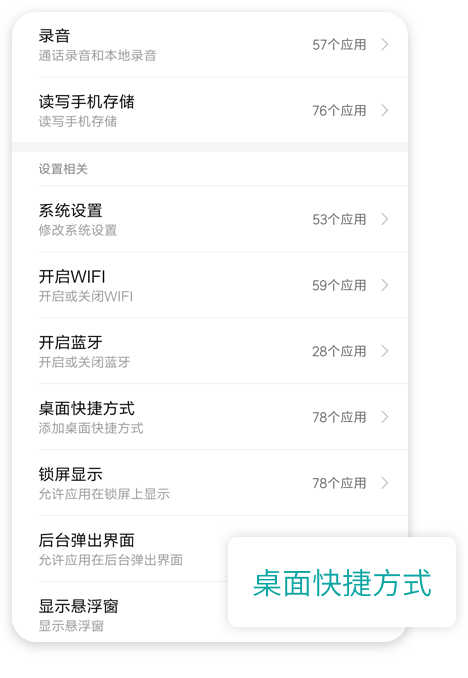 录音
57个应用
通话录音和本地录音
读写手机存储
76个应用
读写手机存储
设置相关
系统设置
53个应用
修改系统设置
开启WIFI
59个应用
开启或关闭WIFI
开启蓝牙
28个应用
开启或关闭蓝牙
桌面快捷方式
78个应用
添加桌面快捷方式
锁屏显示
78个应用
允许应用在锁屏上显示
后台弹出界面
允许应用在后台弹出界面
桌面快捷方式
显示悬浮窗
显示悬浮窗